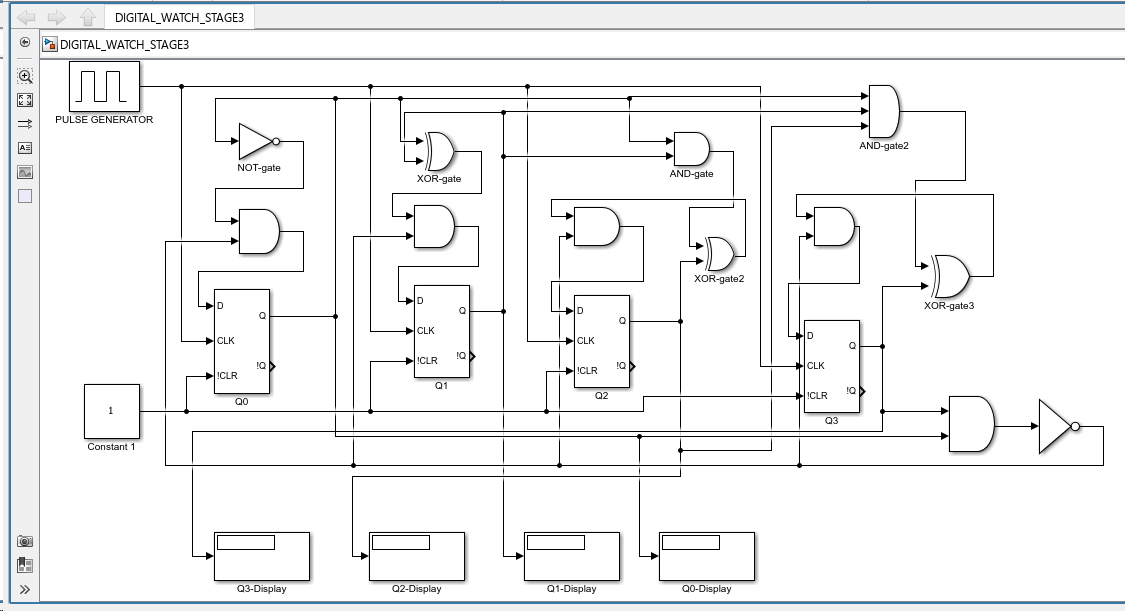 DIGITAL_WATCH_STAGE3
DIGITAL_WATCH_STAGE3
PULSE GENERATOR
NOT-gate
XOR-gate
AND-gate
AND-gate2
XOR-gate2
XOR-gate3
D
Q
CLK
!Q
!CLR
Q0
D
Q
CLK
!Q
!CLR
Q1
D
Q
CLK
!Q
!CLR
Q2
D
Q
CLK
!Q
!CLR
Q3
1
Constant 1
Q3-Display
Q2-Display
Q1-Display
Q0-Display